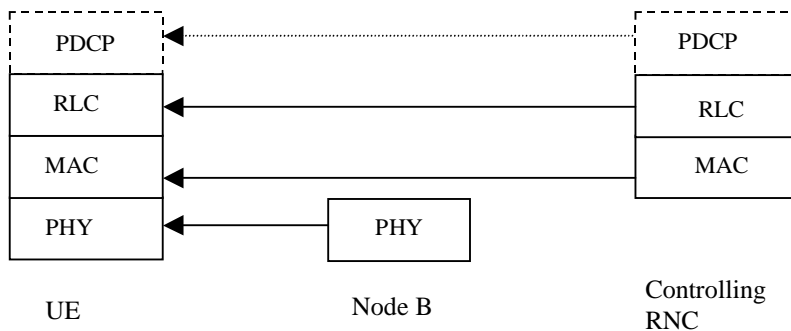 PDCP
RLC
MAC
PHY
UE
PHY
Node B
PDCP
RLC
MAC
Controlling
RNC